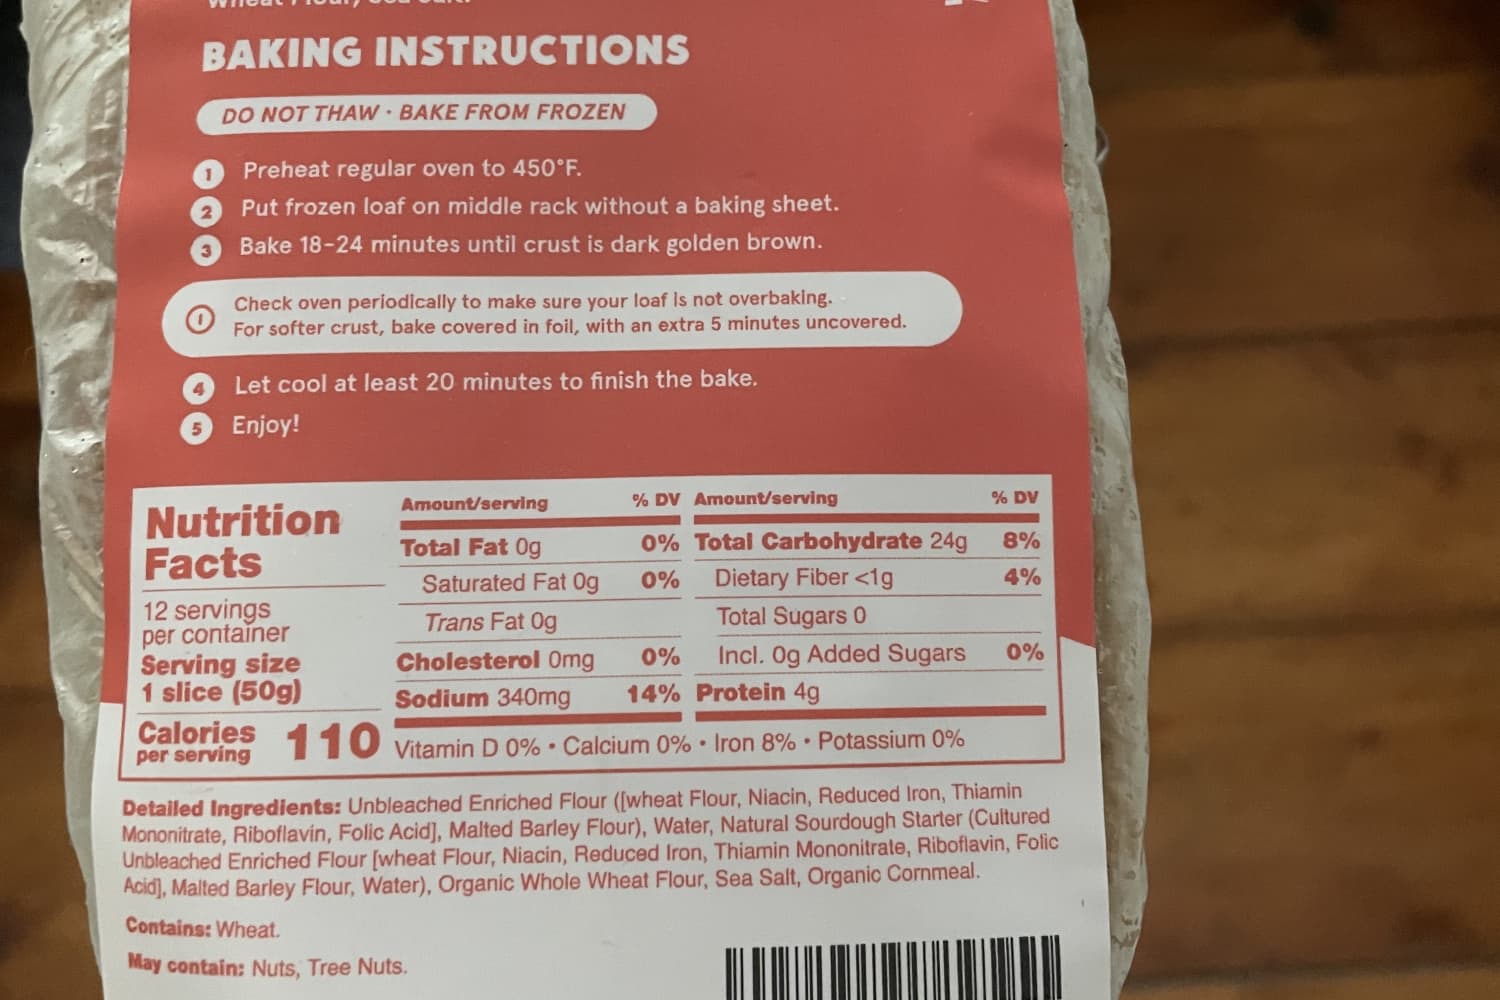 BAKING INSTRUCTIONS
DO NOT THAW · BAKE FROM FROZEN
1 Preheat regular oven to 450°F.
2 Put frozen loaf on middle rack without a baking sheet.
3 Bake 18-24 minutes until crust is dark golden brown.
Check oven periodically to make sure your loaf is not overbaking.
For softer crust, bake covered in foil, with an extra 5 minutes uncovered.
4 Let cool at least 20 minutes to finish the bake.
5 Enjoy!
Nutrition
Facts
12 servings
per container
Serving size
1 slice (50g)
Calories
per serving
110
Amount/serving % DV
Total Fat 0g 0%
Saturated Fat 0g 0%
Trans Fat 0g
Cholesterol 0mg 0%
Sodium 340mg 14%
Amount/serving % DV
Total Carbohydrate 24g 8%
Dietary Fiber <1g 4%
Total Sugars 0
Incl. 0g Added Sugars 0%
Protein 4g
Vitamin D 0% • Calcium 0% • Iron 8% • Potassium 0%
Detailed Ingredients: Unbleached Enriched Flour ([wheat Flour, Niacin, Reduced Iron, Thiamin
Mononitrate, Riboflavin, Folic Acid], Malted Barley Flour), Water, Natural Sourdough Starter (Cultured
Unbleached Enriched Flour [wheat Flour, Niacin, Reduced Iron, Thiamin Mononitrate, Riboflavin, Folic
Acid], Malted Barley Flour, Water), Organic Whole Wheat Flour, Sea Salt, Organic Cornmeal.
Contains: Wheat.
May contain: Nuts, Tree Nuts.